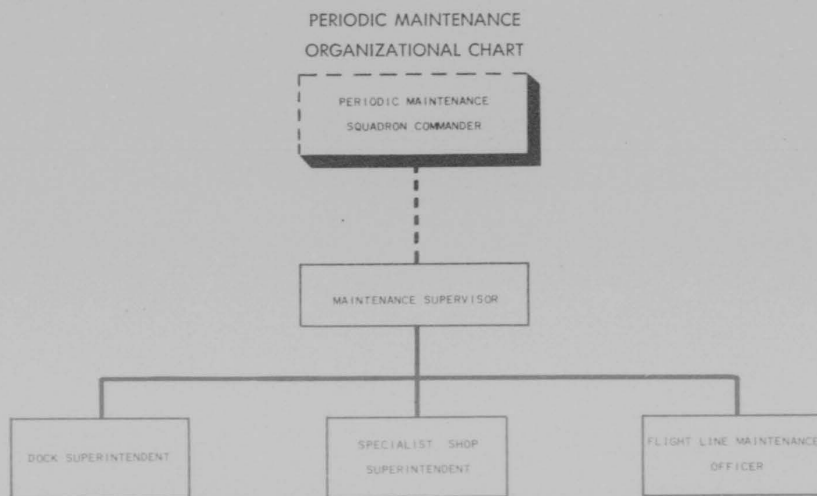 PERIODIC MAINTENANCE
ORGANIZATIONAL CHART
PERIODIC MAINTENANCE
SQUADRON COMMANDER
MAINTENANCE SUPERVISOR
DOCK SUPERINTENDENT
SPECIALIST SHOP
SUPERINTENDENT
FLIGHT LINE MAINTENANCE
OFFICER